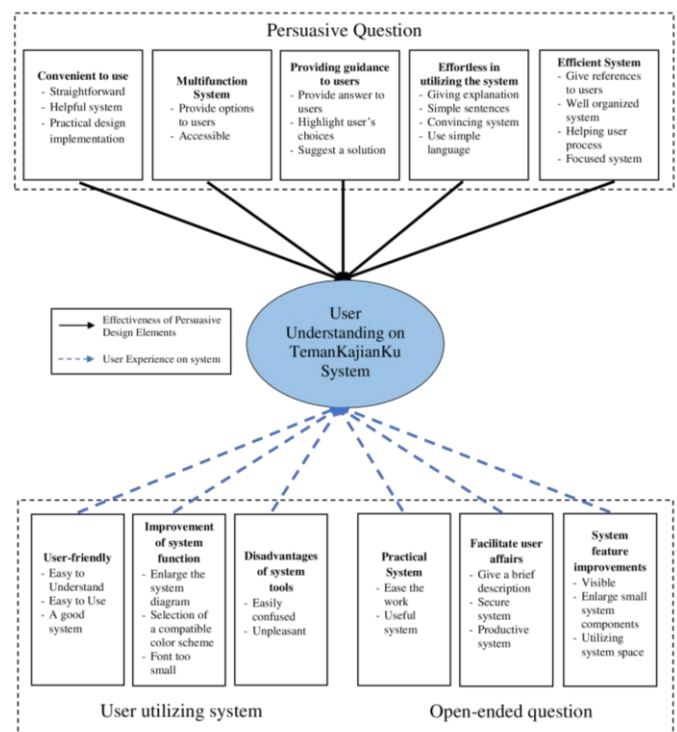 Persuasive Question
Convenient to use
- Straightforward
- Helpful system
- Practical design
implementation
Multifunction
System
- Provide options
to users
- Accessible
Providing guidance
to users
- Provide answer to
users
- Highlight user's
choices
- Suggest a solution
Effortless in
utilizing the system
- Giving explanation
- Simple sentences
- Convincing system
- Use simple
language
Efficient System
- Give references
to users
- Well organized
system
- Helping user
process
- Focused system
User
Understanding on
TemanKajianKu
System
Effectiveness of Persuasive
Design Elements
User Experience on system
User-friendly
- Easy to
Understand
- Easy to Use
- A good
system
Improvement
of system
function
- Enlarge the
system
diagram
- Selection of
a compatible
color scheme
- Font too
small
Disadvantages
of system
tools
- Easily
confused
- Unpleasant
Practical
System
- Ease the
work
- Useful
system
Facilitate user
affairs
- Give a brief
description
- Secure
system
- Productive
system
System
feature
improvements
- Visible
- Enlarge small
system
components
- Utilizing
system space
User utilizing system
Open-ended question